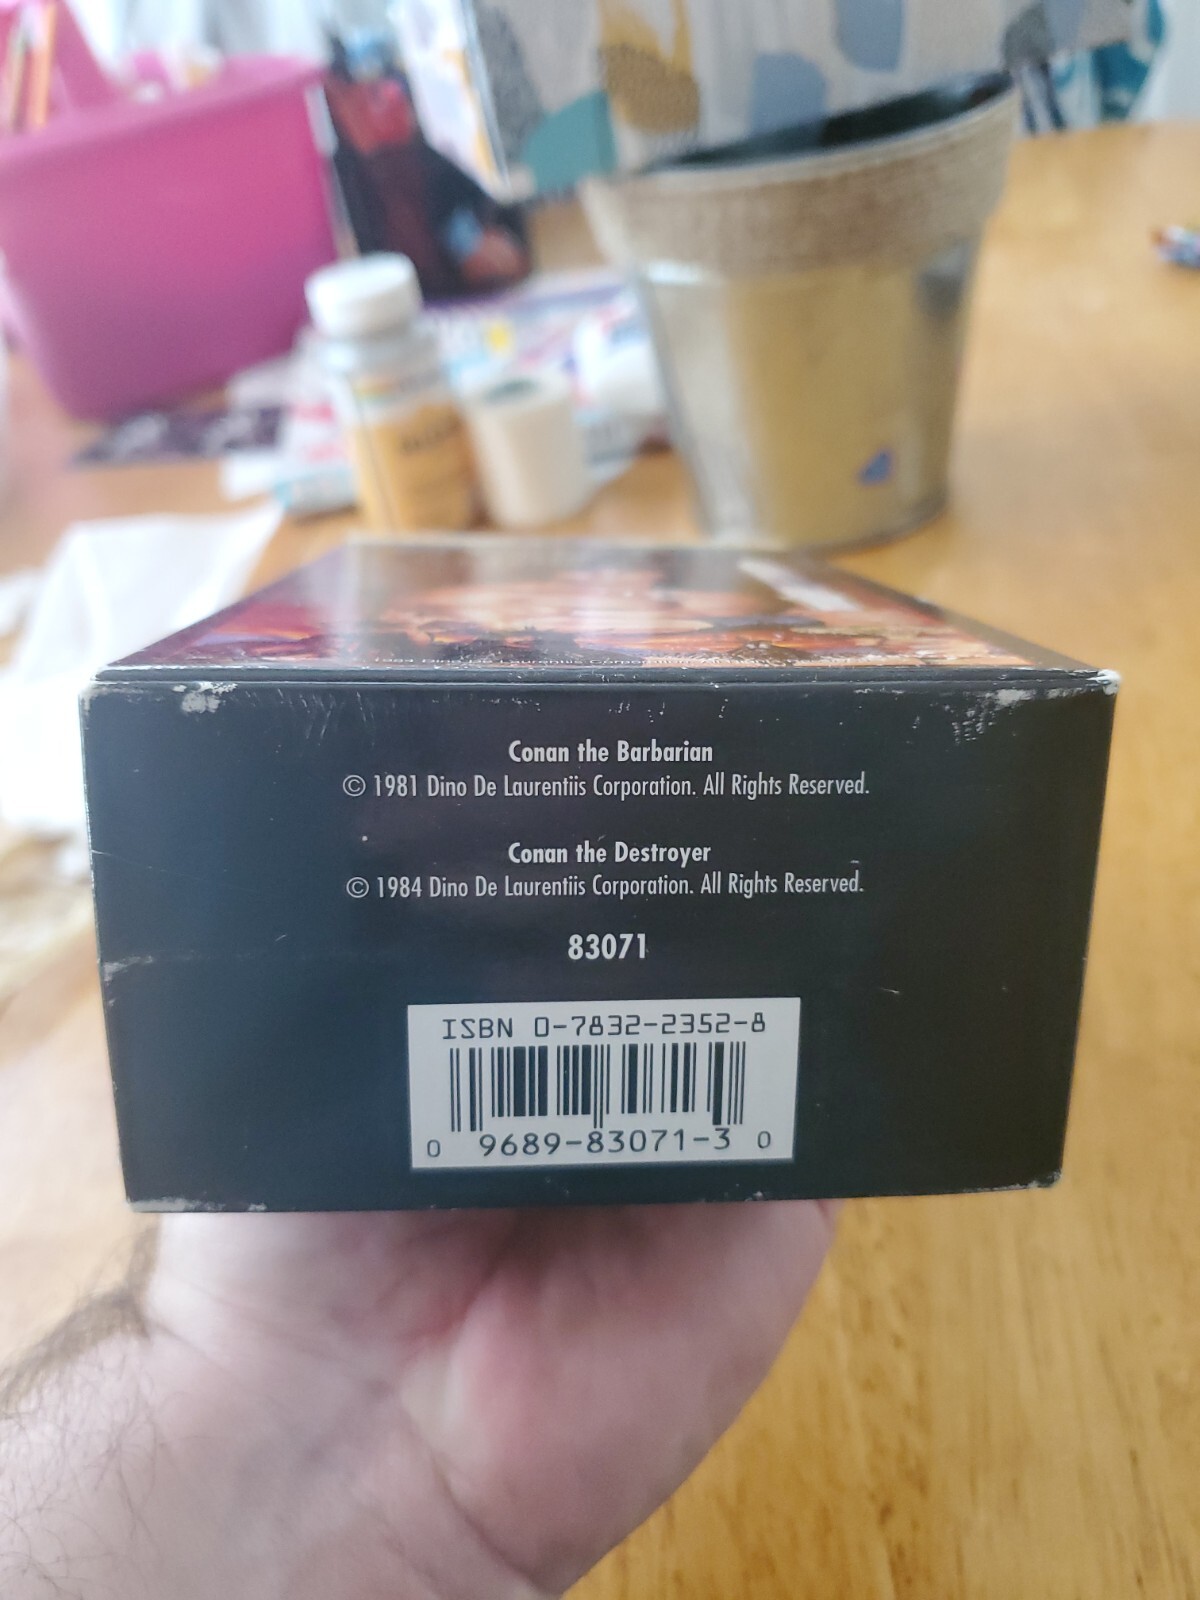 Conan the Barbarian
© 1981 Dino De Laurentiis Corporation. All Rights Reserved.
Conan the Destroyer
© 1984 Dino De Laurentiis Corporation. All Rights Reserved.
83071
ISBN 0-7832-2352-8
0 9689-83071-3 0